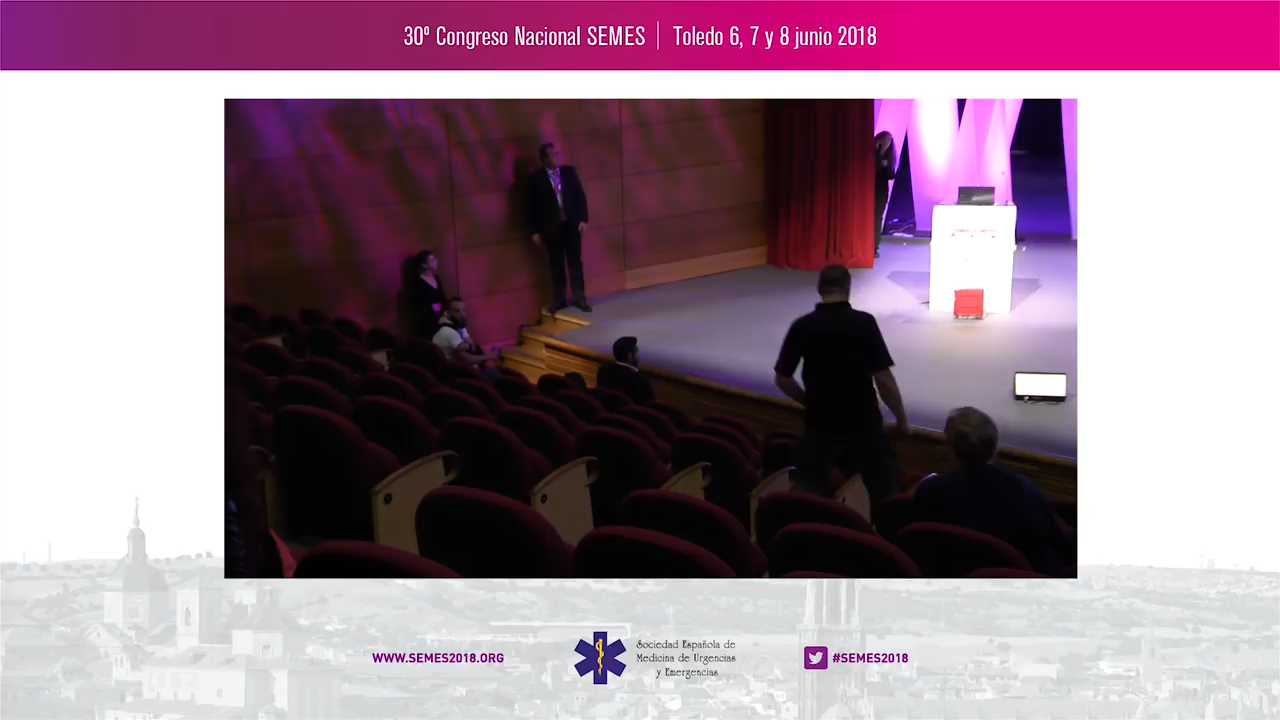 30º Congreso Nacional SEMES | Toledo 6, 7 y 8 junio 2018
WWW.SEMES2018.ORG
Sociedad Española de
Medicina de Urgencias
y Emergencias
#SEMES2018